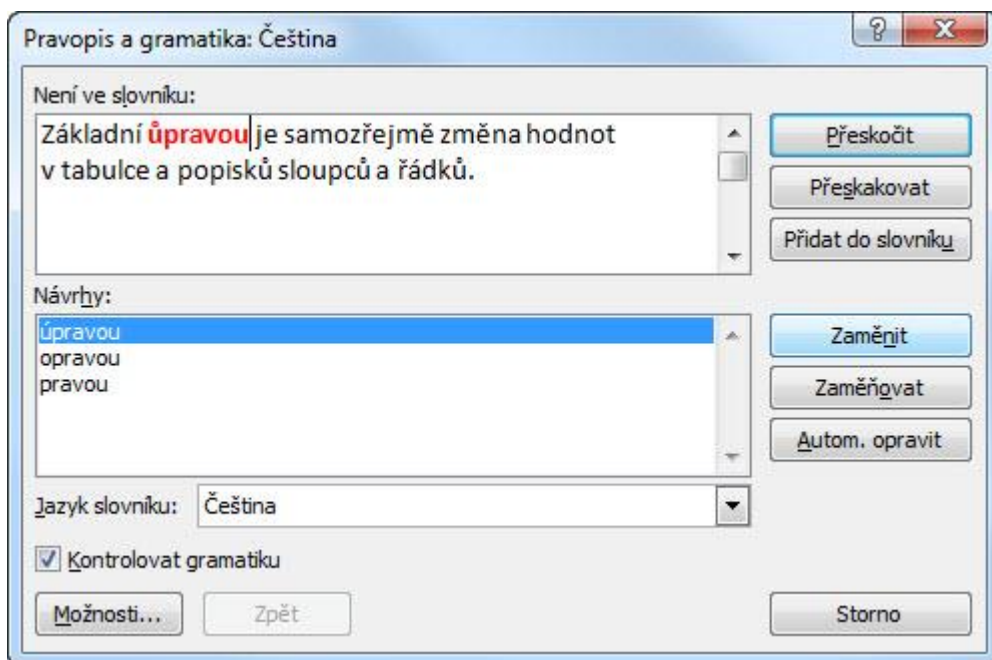 Pravopis a gramatika: Čeština
Není ve slovníku:
Základní ůpravou je samozřejmě změna hodnot
v tabulce a popisků sloupců a řádků.
Přeskočit
Přeskakovat
Přidat do slovníku
Návrhy:
úpravou
opravou
pravou
Zaměnit
Zaměňovat
Autom. opravit
Jazyk slovníku: Čeština
Kontrolovat gramatiku
Možnosti... Zpět Storno